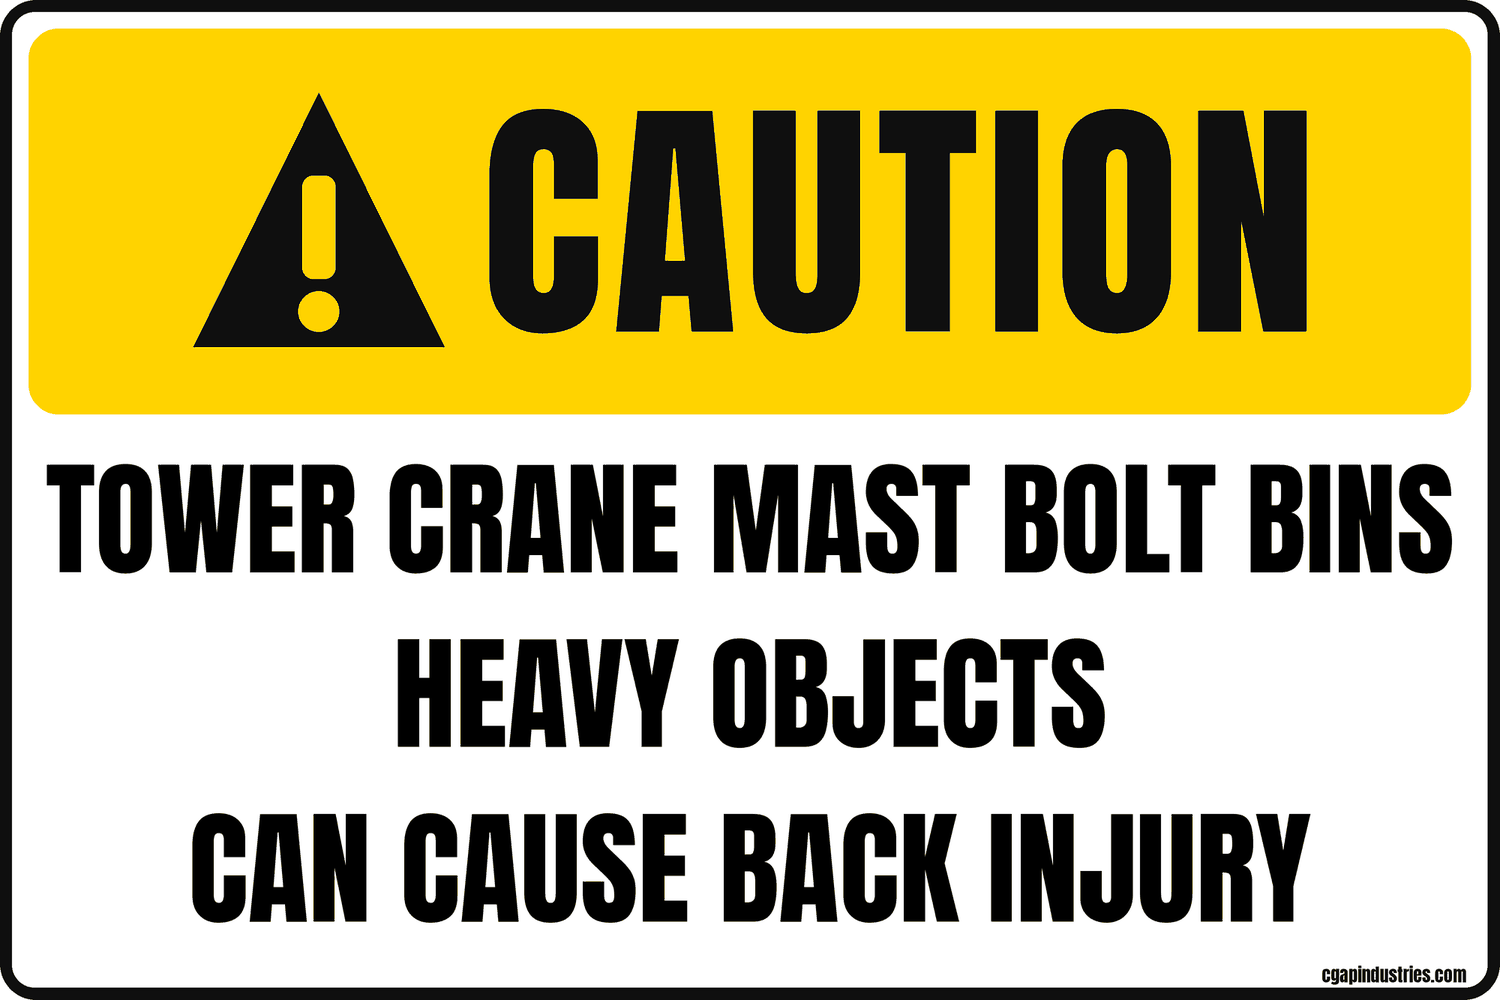 CAUTION
TOWER CRANE MAST BOLT BINS
HEAVY OBJECTS
CAN CAUSE BACK INJURY
cgapindustries.com